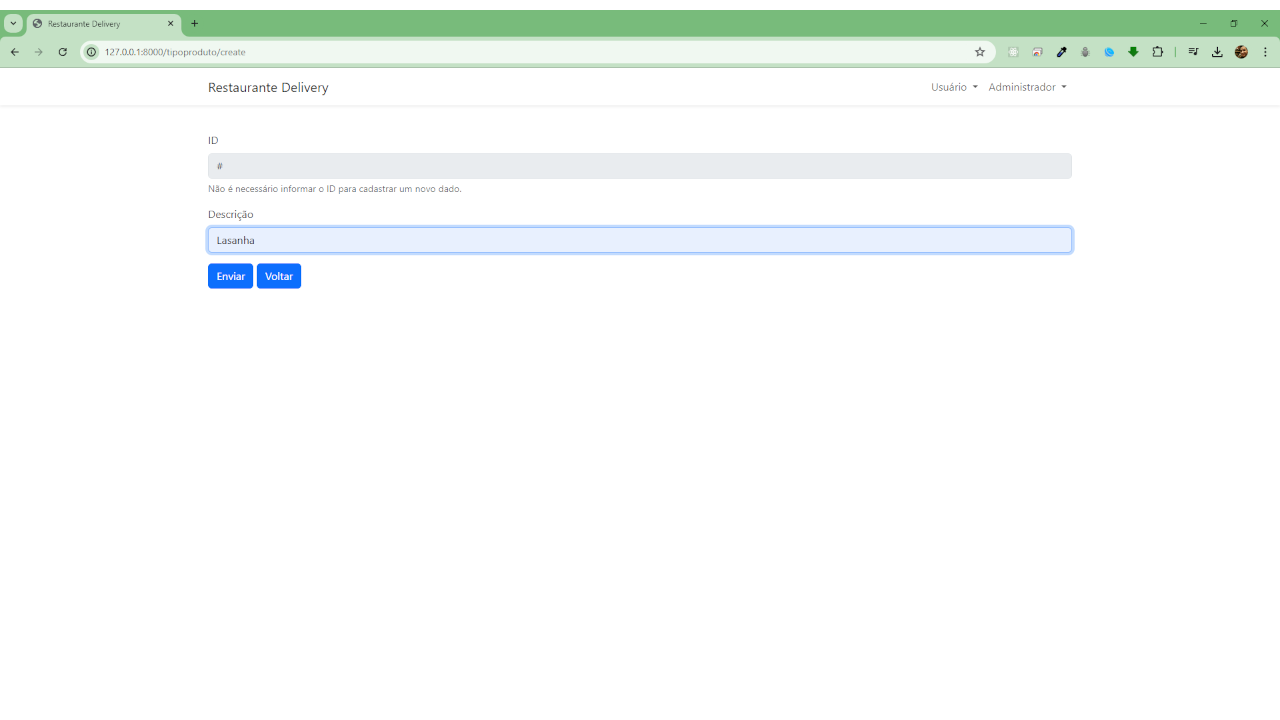 Restaurante Delivery
127.0.0.1:8000/tipoproduto/create
Restaurante Delivery
Usuário
Administrador
ID
#
Não é necessário informar o ID para cadastrar um novo dado.
Descrição
Lasanha
Enviar
Voltar